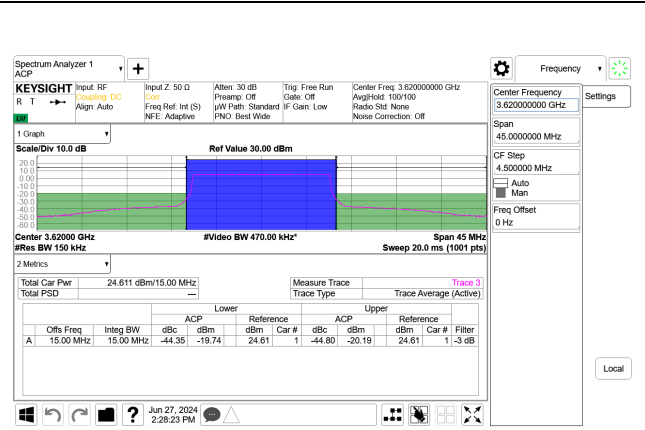 Spectrum Analyzer 1
ACP
Frequency
KEYSIGHT
R T
LXI
Input: RF
Coupling: DC
Align: Auto
Input Z: 50 Ω
Corr
Freq Ref: Int (S)
NFE: Adaptive
Atten: 30 dB
Preamp: Off
µW Path: Standard
PNO: Best Wide
Trig: Free Run
Gate: Off
IF Gain: Low
Center Freq: 3.620000000 GHz
Avg|Hold: 100/100
Radio Std: None
Noise Correction: Off
Center Frequency
3.620000000 GHz
Settings
Span
45.0000000 MHz
CF Step
4.500000 MHz
Auto
Man
Freq Offset
0 Hz
1 Graph
Scale/Div 10.0 dB
Ref Value 30.00 dBm
20.0
10.0
0.00
-10.0
-20.0
-30.0
-40.0
-50.0
-60.0
Center 3.62000 GHz
#Video BW 470.00 kHz*
Span 45 MHz
#Res BW 150 kHz
Sweep 20.0 ms (1001 pts)
2 Metrics
Total Car Pwr 24.611 dBm/15.00 MHz
Total PSD ---
Measure Trace Trace 3
Trace Type Trace Average (Active)
Lower Upper
ACP Reference ACP Reference
Offs Freq Integ BW dBc dBm dBm Car # dBc dBm dBm Car # Filter
A 15.00 MHz 15.00 MHz -44.35 -19.74 24.61 1 -44.80 -20.19 24.61 1 -3 dB
Local
?
Jun 27, 2024
2:28:23 PM